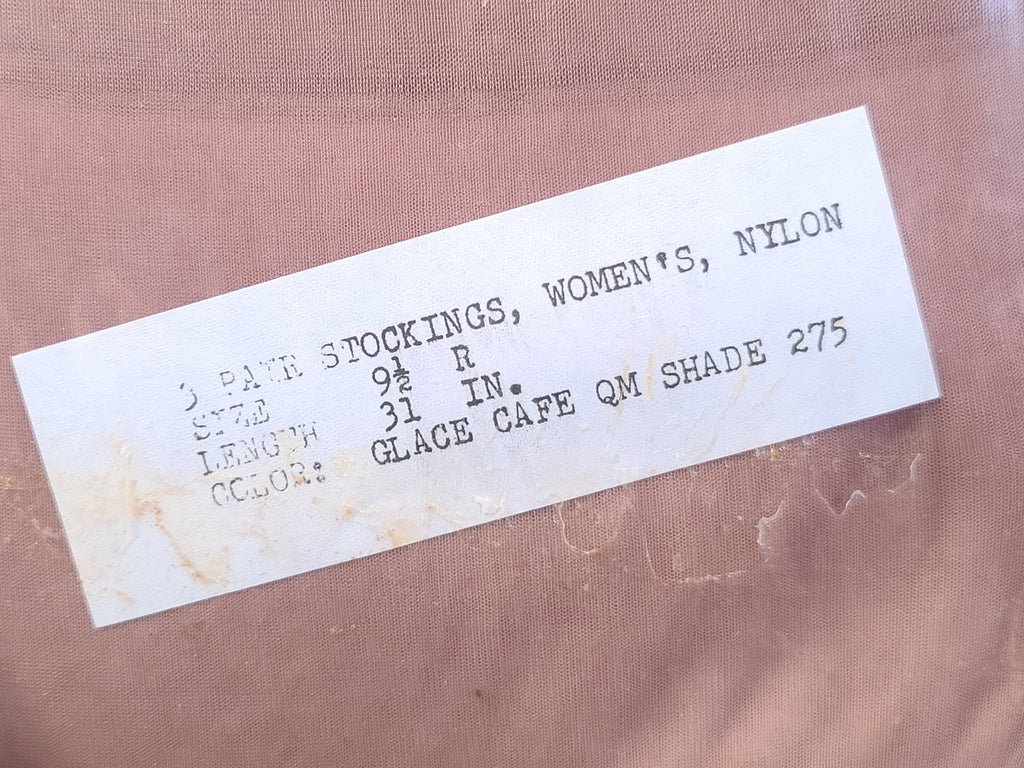 3 PAIR STOCKINGS, WOMEN'S, NYLON
SIZE 9½ R
LENGTH 31 IN.
COLOR: GLACE CAFE QM SHADE 275